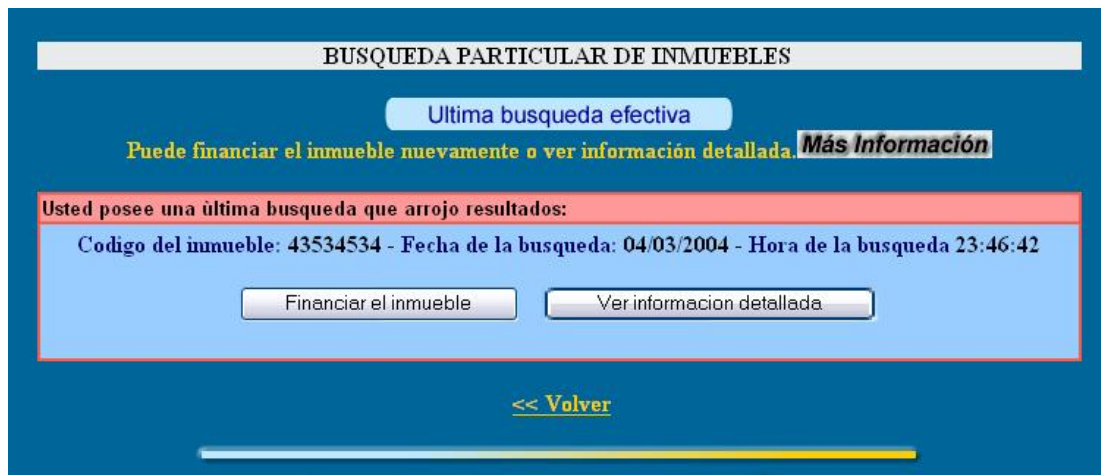 BUSQUEDA PARTICULAR DE INMUEBLES
Ultima busqueda efectiva
Puede financiar el inmueble nuevamente o ver información detallada. Más Información
Usted posee una ùltima busqueda que arrojo resultados:
Codigo del inmueble: 43534534 - Fecha de la busqueda: 04/03/2004 - Hora de la busqueda 23:46:42
Financiar el inmueble Ver informacion detallada
<< Volver